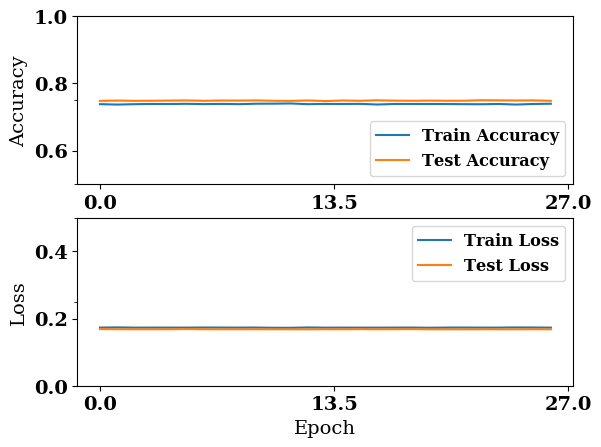 1.0
0.8
0.6
Accuracy
Train Accuracy
Test Accuracy
0.0 13.5 27.0
0.4
0.2
0.0
Loss
Train Loss
Test Loss
0.0 13.5 27.0
Epoch